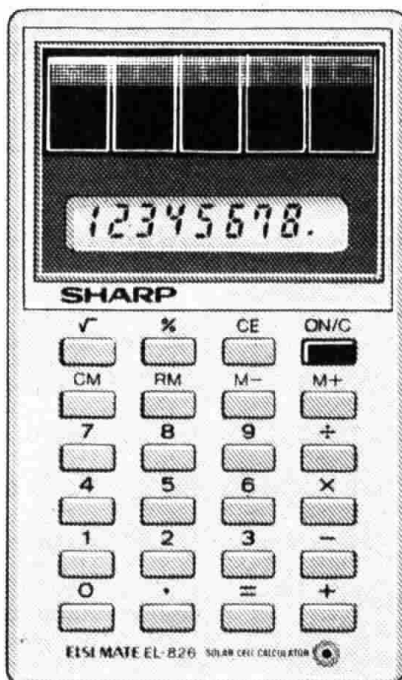 12345678.
SHARP
√ % CE ON/C
CM RM M− M+
7 8 9 ÷
4 5 6 ×
1 2 3 −
0 . = +
ELSI MATE EL-826 SOLAR CELL CALCULATOR